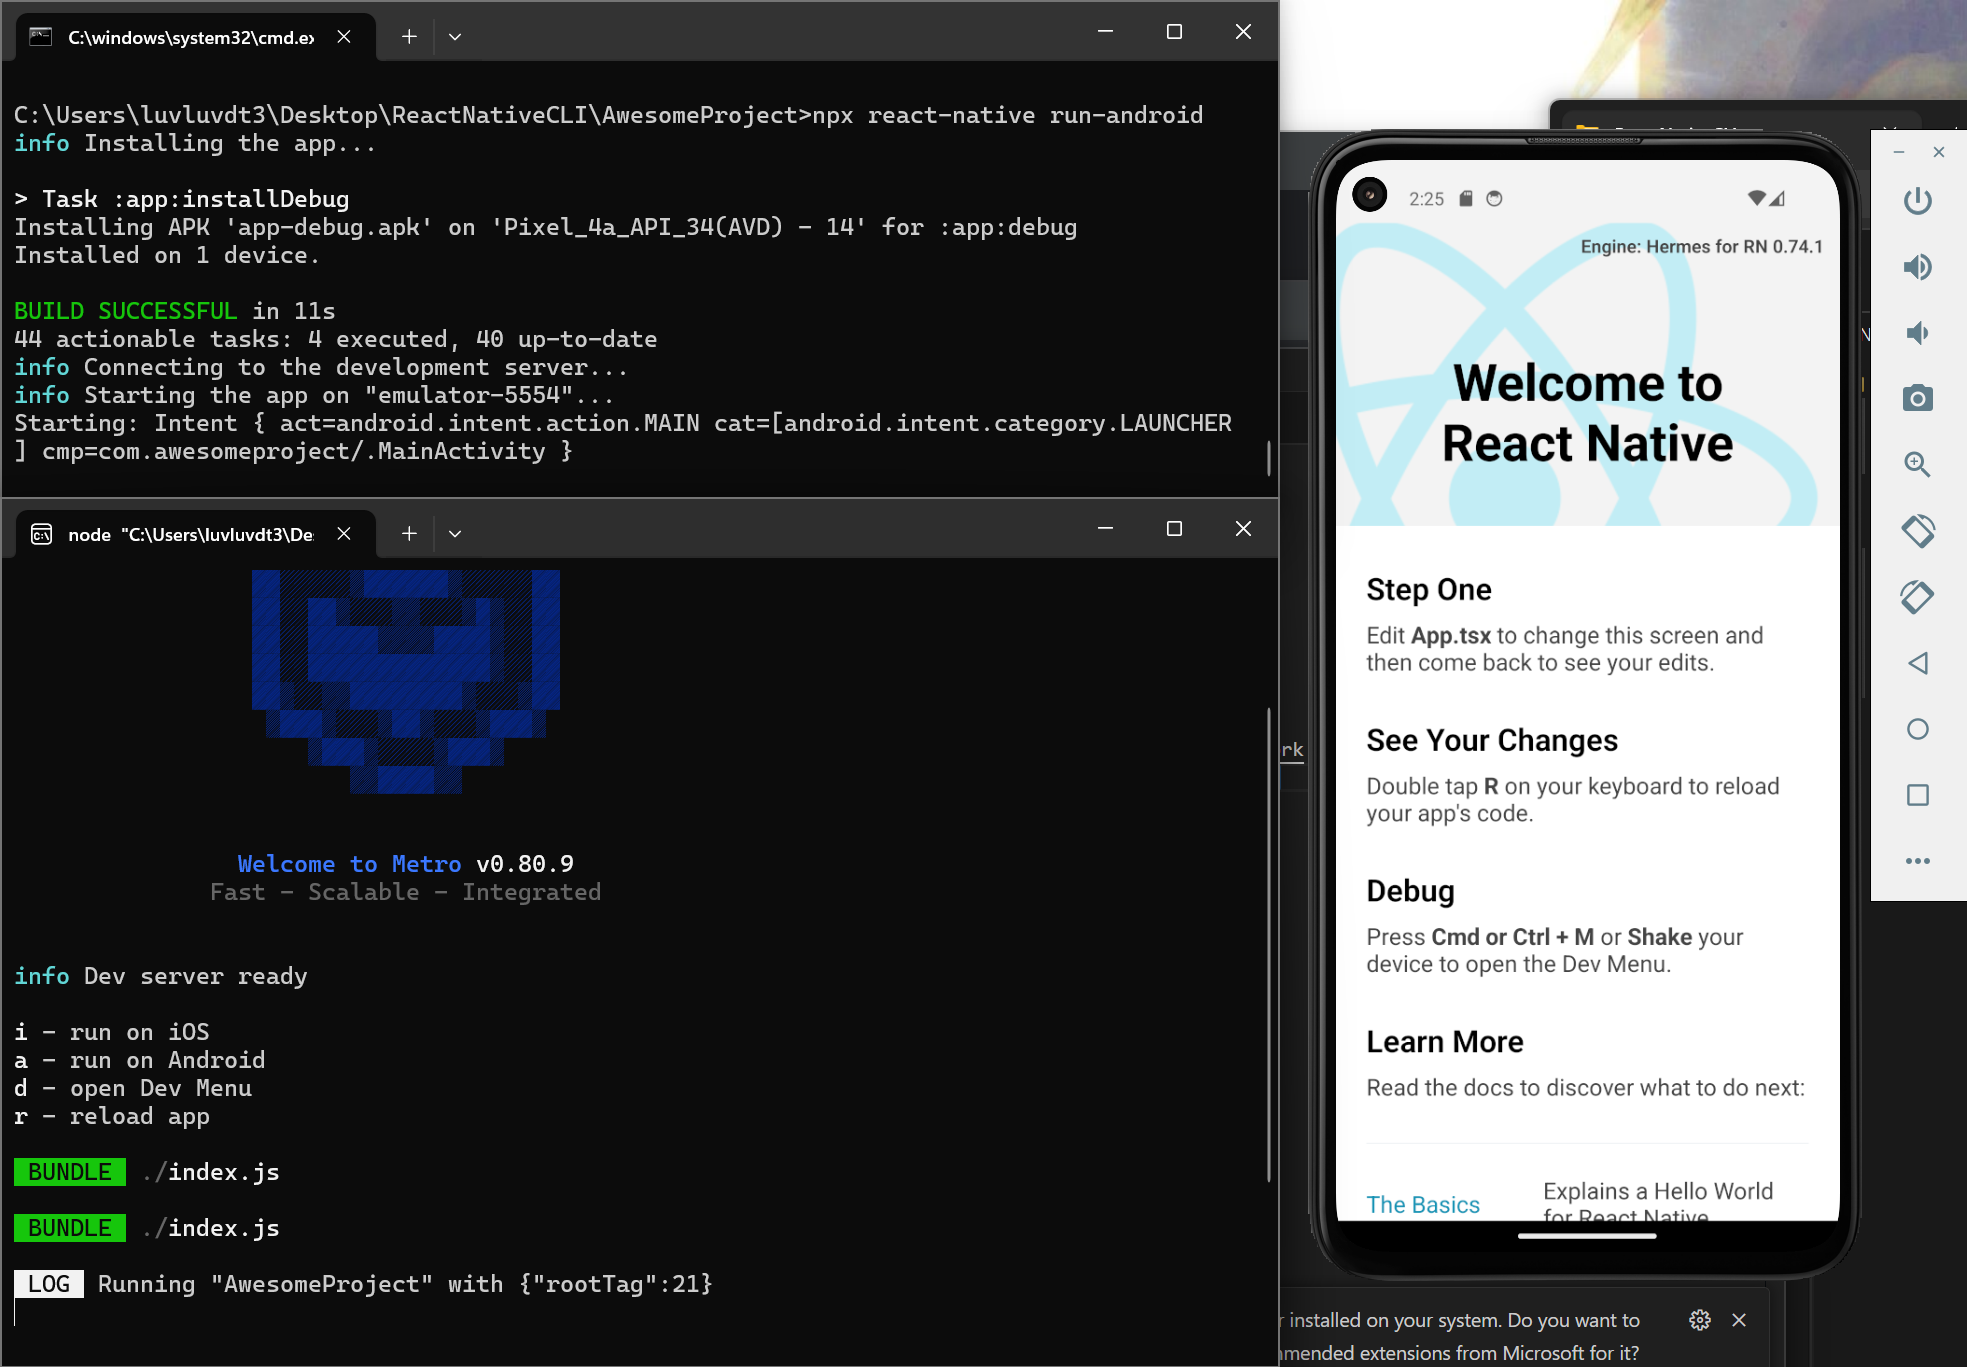 C:\windows\system32\cmd.ex
C:\Users\luvluvdt3\Desktop\ReactNativeCLI\AwesomeProject>npx react-native run-android
info Installing the app...
> Task :app:installDebug
Installing APK 'app-debug.apk' on 'Pixel_4a_API_34(AVD) - 14' for :app:debug
Installed on 1 device.
BUILD SUCCESSFUL in 11s
44 actionable tasks: 4 executed, 40 up-to-date
info Connecting to the development server...
info Starting the app on "emulator-5554"...
Starting: Intent { act=android.intent.action.MAIN cat=[android.intent.category.LAUNCHER
] cmp=com.awesomeproject/.MainActivity }
node "C:\Users\luvluvdt3\De
Welcome to Metro v0.80.9
Fast - Scalable - Integrated
info Dev server ready
i - run on iOS
a - run on Android
d - open Dev Menu
r - reload app
BUNDLE ./index.js
BUNDLE ./index.js
LOG Running "AwesomeProject" with {"rootTag":21}
2:25
Engine: Hermes for RN 0.74.1
Welcome to
React Native
Step One
Edit App.tsx to change this screen and
then come back to see your edits.
See Your Changes
Double tap R on your keyboard to reload
your app's code.
Debug
Press Cmd or Ctrl + M or Shake your
device to open the Dev Menu.
Learn More
Read the docs to discover what to do next:
The Basics
Explains a Hello World
for React Native
rk
r installed on your system. Do you want to
mmended extensions from Microsoft for it?